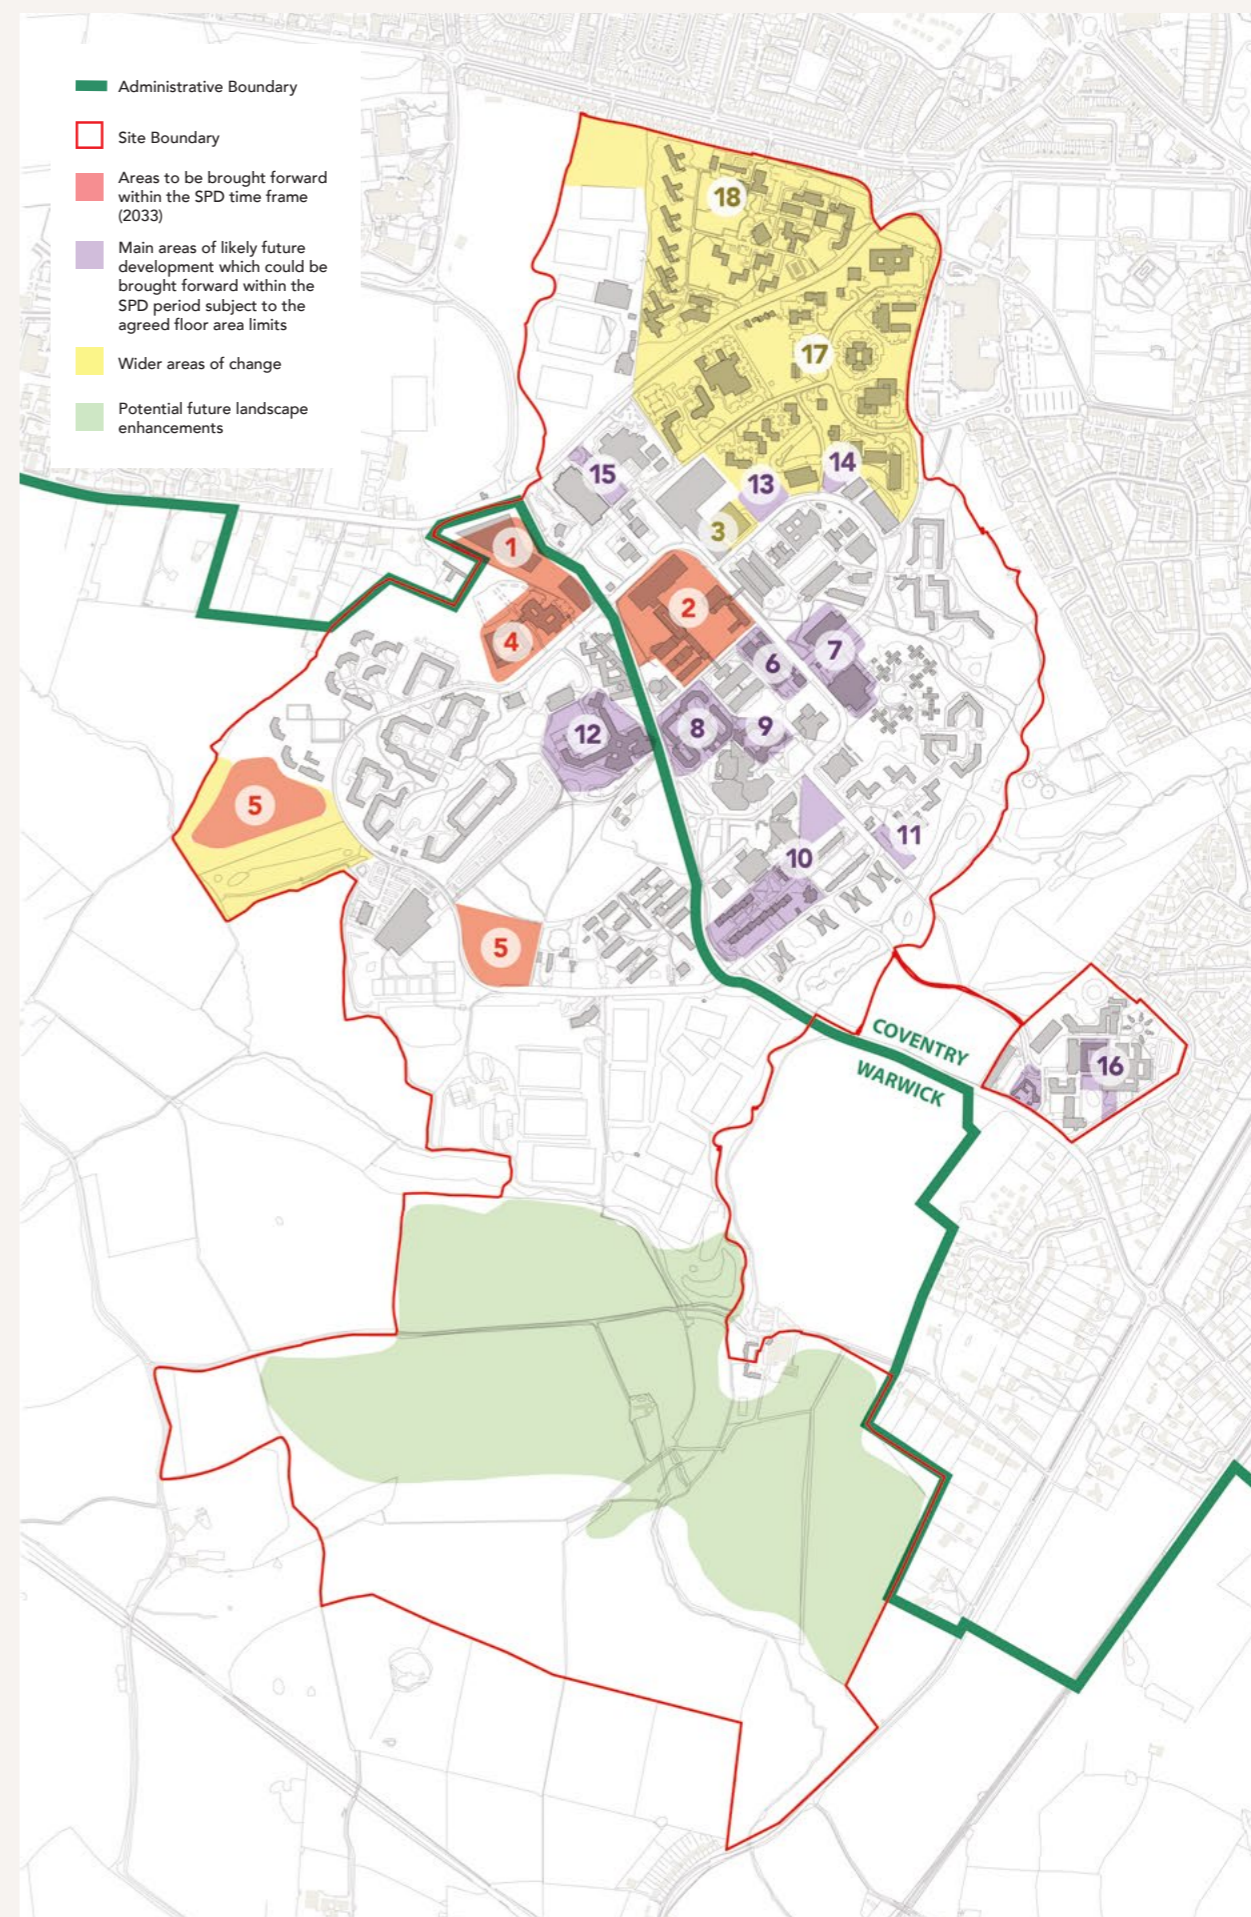 Administrative Boundary
Site Boundary
Areas to be brought forward
within the SPD time frame
(2033)
Main areas of likely future
development which could be
brought forward within the
SPD period subject to the
agreed floor area limits
Wider areas of change
Potential future landscape
enhancements
18
17
15
14
13
3
1
2
4
6
7
12
8
9
5
11
10
5
COVENTRY
WARWICK
16